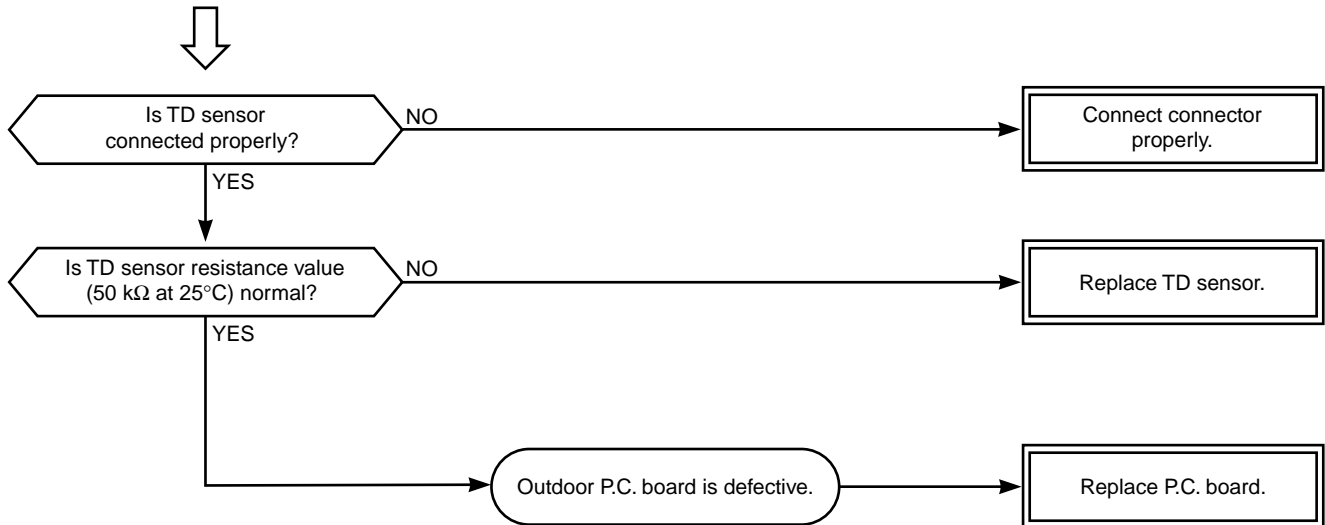 Is TD sensor
connected properly?
NO
Connect connector
properly.
YES
Is TD sensor resistance value
(50 kΩ at 25°C) normal?
NO
Replace TD sensor.
YES
Outdoor P.C. board is defective.
Replace P.C. board.